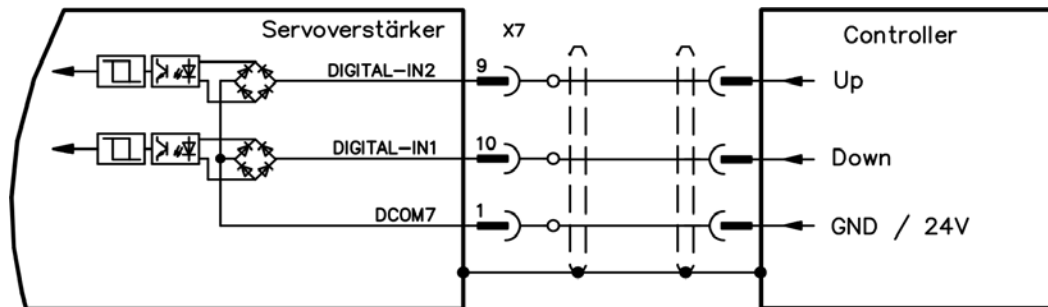 Servoverstärker
X7
Controller
DIGITAL-IN2
9
Up
DIGITAL-IN1
10
Down
DCOM7
1
GND / 24V